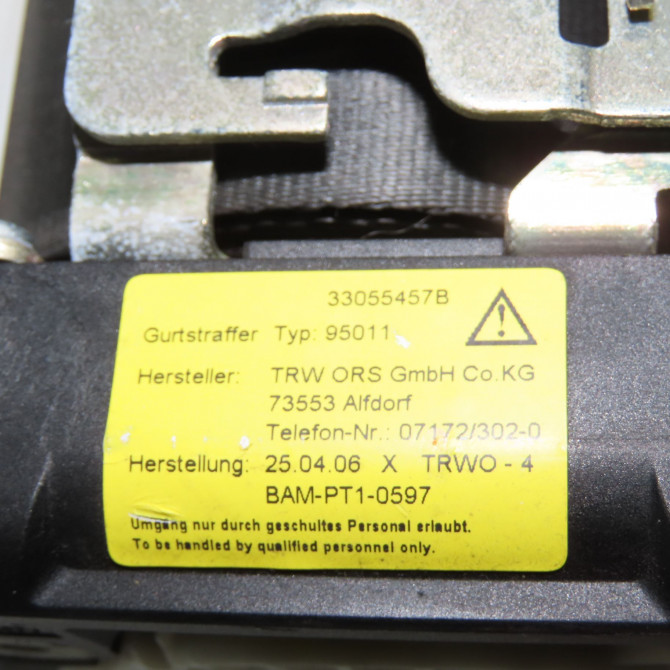 33055457B
Gurtstraffer Typ: 95011
Hersteller: TRW ORS GmbH Co.KG
73553 Alfdorf
Telefon-Nr.: 07172/302-0
Herstellung: 25.04.06 X TRWO - 4
BAM-PT1-0597
Umgang nur durch geschultes Personal erlaubt.
To be handled by qualified personnel only.